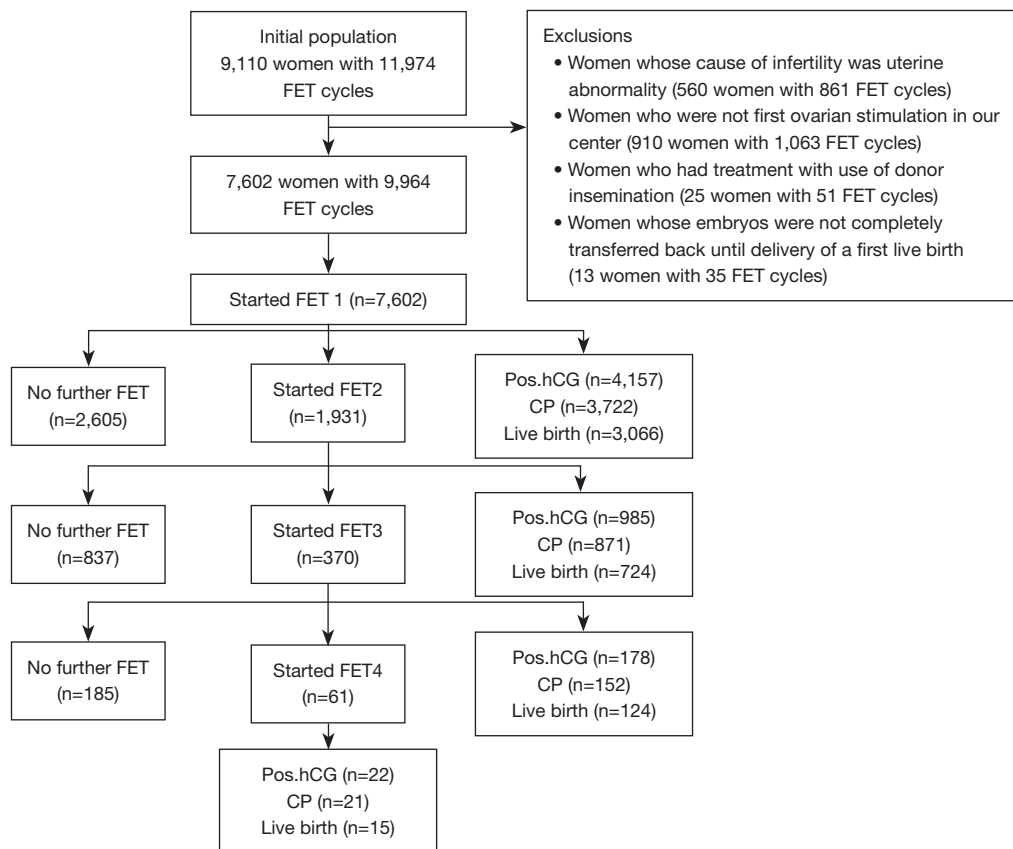 Initial population
9,110 women with 11,974
FET cycles
Exclusions
• Women whose cause of infertility was uterine
abnormality (560 women with 861 FET cycles)
• Women who were not first ovarian stimulation in our
center (910 women with 1,063 FET cycles)
• Women who had treatment with use of donor
insemination (25 women with 51 FET cycles)
• Women whose embryos were not completely
transferred back until delivery of a first live birth
(13 women with 35 FET cycles)
7,602 women with 9,964
FET cycles
Started FET 1 (n=7,602)
No further FET
(n=2,605)
Started FET2
(n=1,931)
Pos.hCG (n=4,157)
CP (n=3,722)
Live birth (n=3,066)
No further FET
(n=837)
Started FET3
(n=370)
Pos.hCG (n=985)
CP (n=871)
Live birth (n=724)
No further FET
(n=185)
Started FET4
(n=61)
Pos.hCG (n=178)
CP (n=152)
Live birth (n=124)
Pos.hCG (n=22)
CP (n=21)
Live birth (n=15)